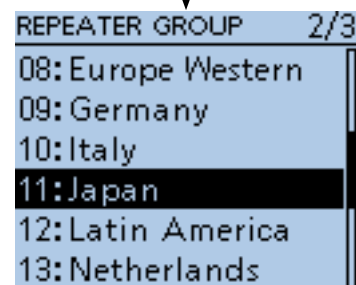 REPEATER GROUP 2/3
08:Europe Western
09:Germany
10:Italy
11:Japan
12:Latin America
13:Netherlands